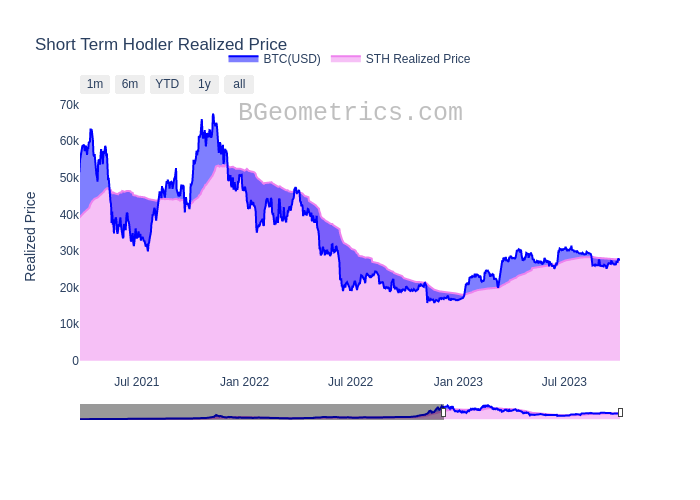 Short Term Hodler Realized Price
BTC(USD) STH Realized Price
1m 6m YTD 1y all
BGeometrics.com
Realized Price
70k
60k
50k
40k
30k
20k
10k
0
Jul 2021 Jan 2022 Jul 2022 Jan 2023 Jul 2023